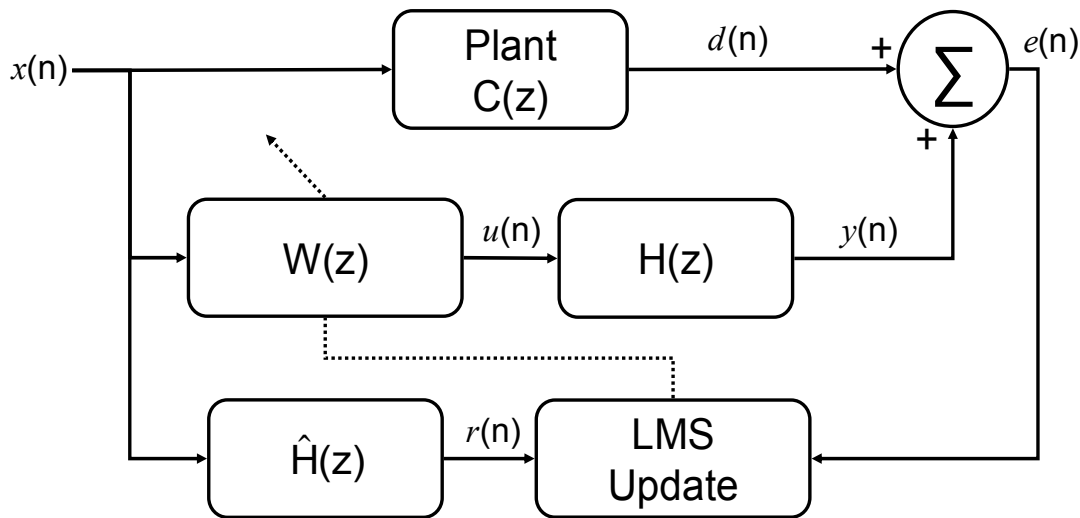 x(n)
Plant
C(z)
d(n)
+
∑
e(n)
+
W(z)
u(n)
H(z)
y(n)
Ĥ(z)
r(n)
LMS
Update